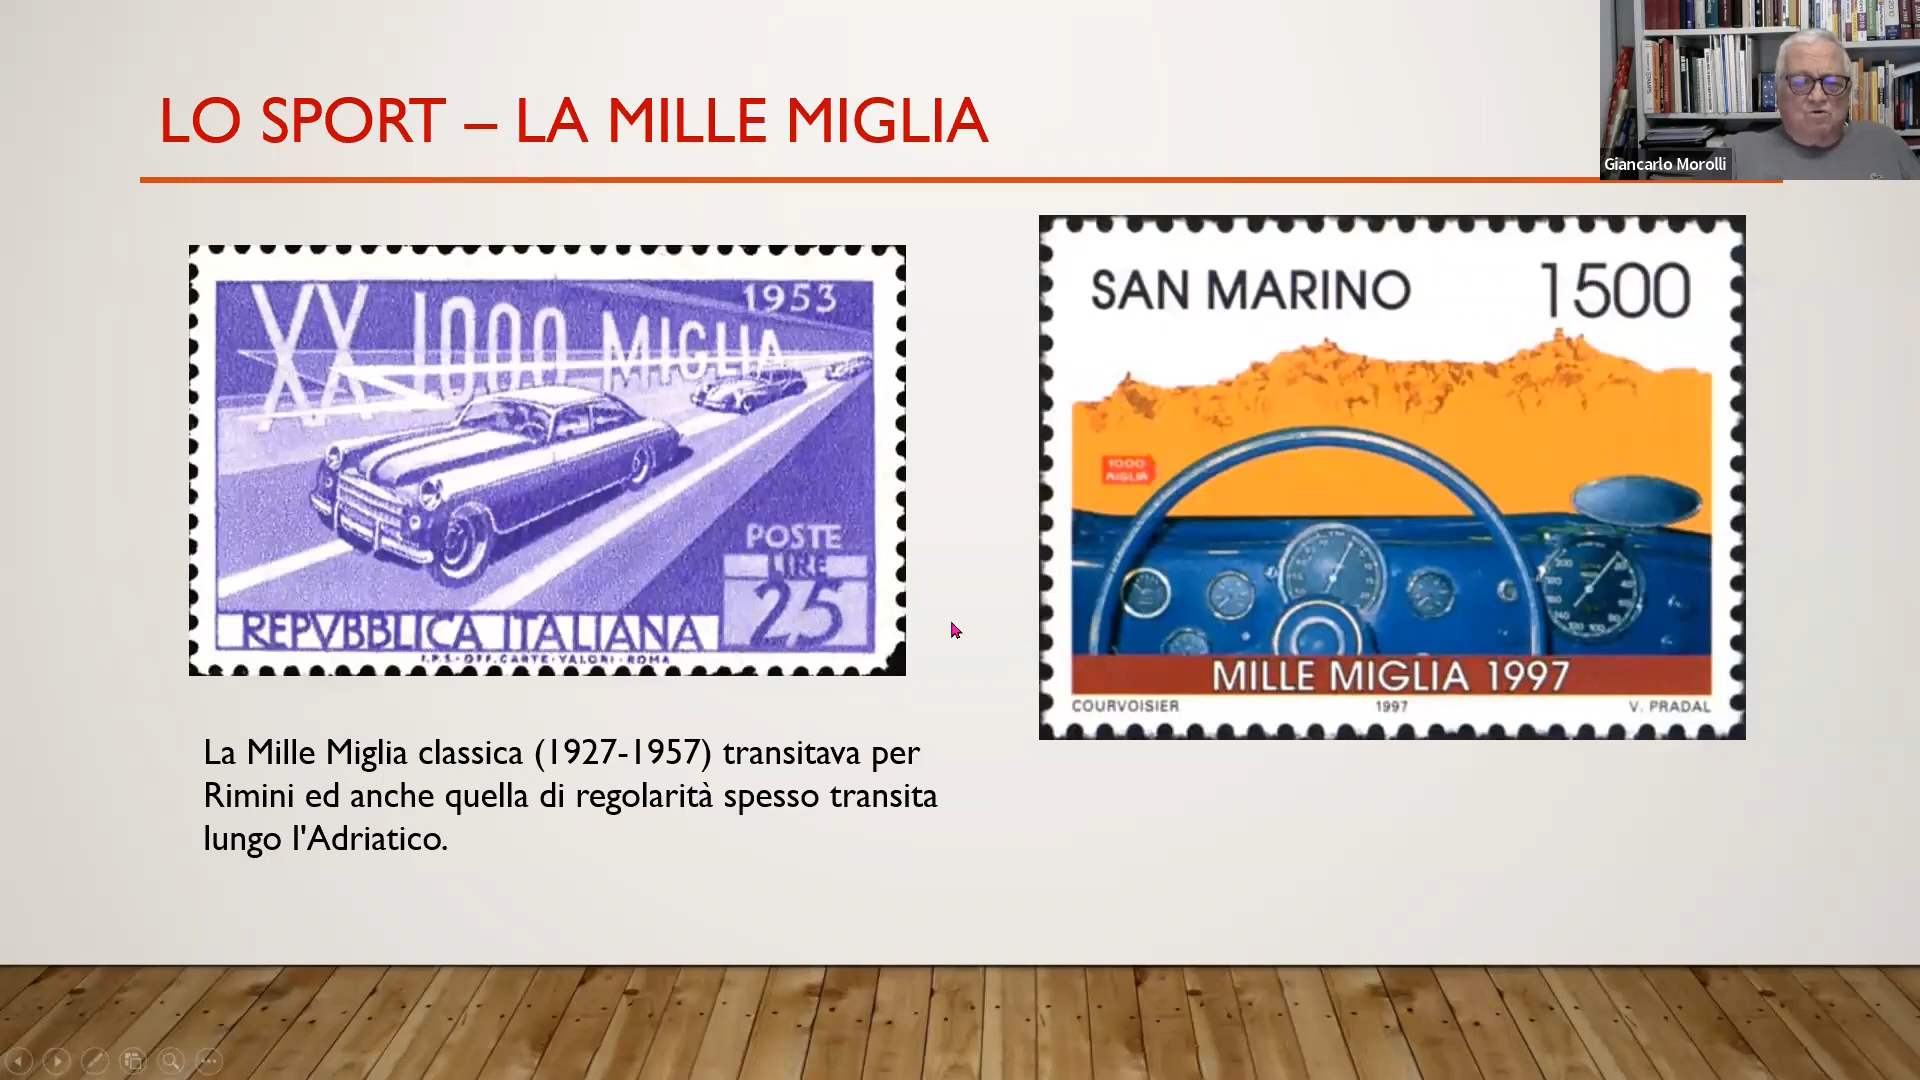 LO SPORT – LA MILLE MIGLIA
Giancarlo Morolli
XX 1000 MIGLIA
1953
POSTE
LIRE
25
REPVBBLICA ITALIANA
I.P.S·OFF.CARTE·VALORI·ROMA
SAN MARINO 1500
1000
MIGLIA
MILLE MIGLIA 1997
COURVOISIER 1997 V. PRADAL
La Mille Miglia classica (1927-1957) transitava per
Rimini ed anche quella di regolarità spesso transita
lungo l'Adriatico.